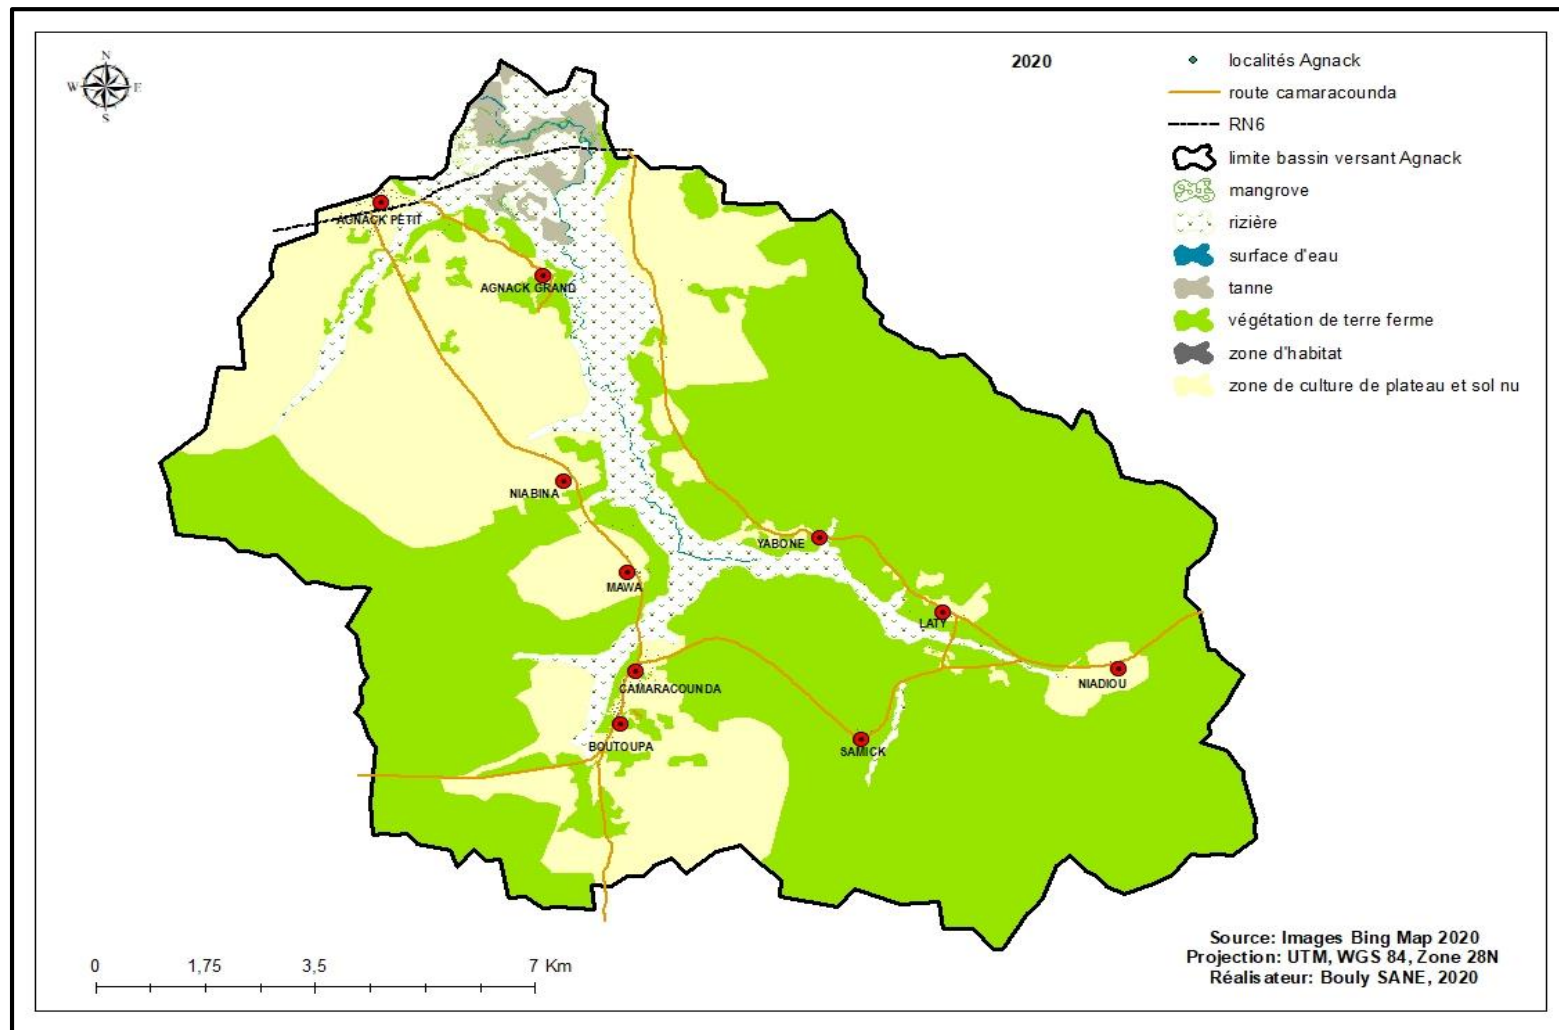 N
W E
S
2020
localités Agnack
route camaracounda
RN6
limite bassin versant Agnack
mangrove
rizière
surface d'eau
tanne
végétation de terre ferme
zone d'habitat
zone de culture de plateau et sol nu
AGNACK PETIT
AGNACK GRAND
NIABINA
YABONE
MAWA
LATY
CAMARACOUNDA
NIADIOU
BOUTOUPA
SAMICK
0 1,75 3,5 7 Km
Source: Images Bing Map 2020
Projection: UTM, WGS 84, Zone 28N
Réalisateur: Bouly SANE, 2020